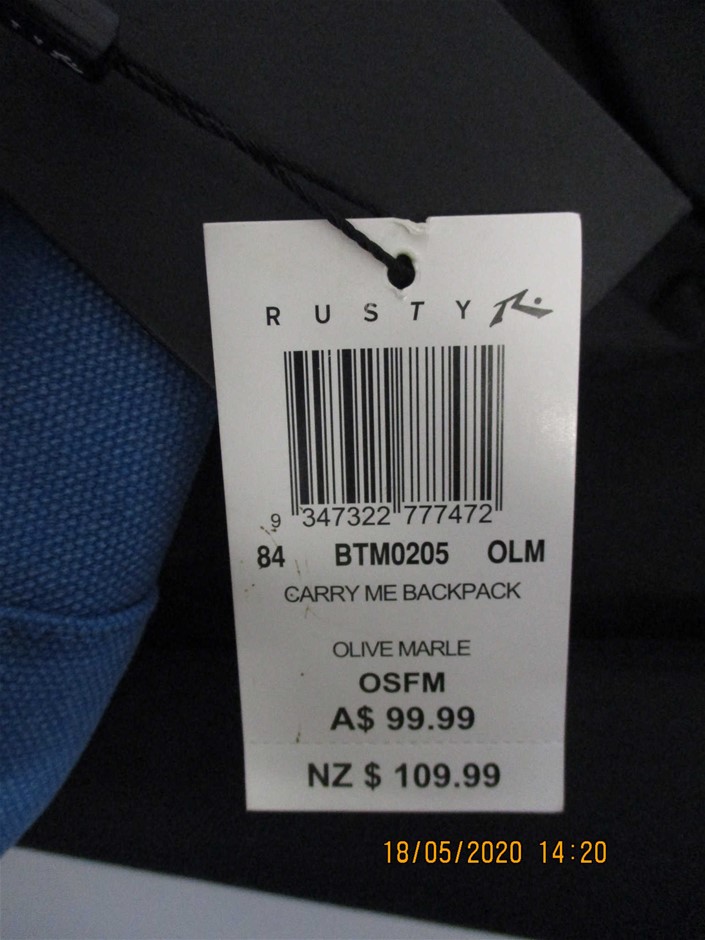 RUSTY
9 347322 777472
84 BTM0205 OLM
CARRY ME BACKPACK
OLIVE MARLE
OSFM
A$ 99.99
NZ $ 109.99
18/05/2020 14:20